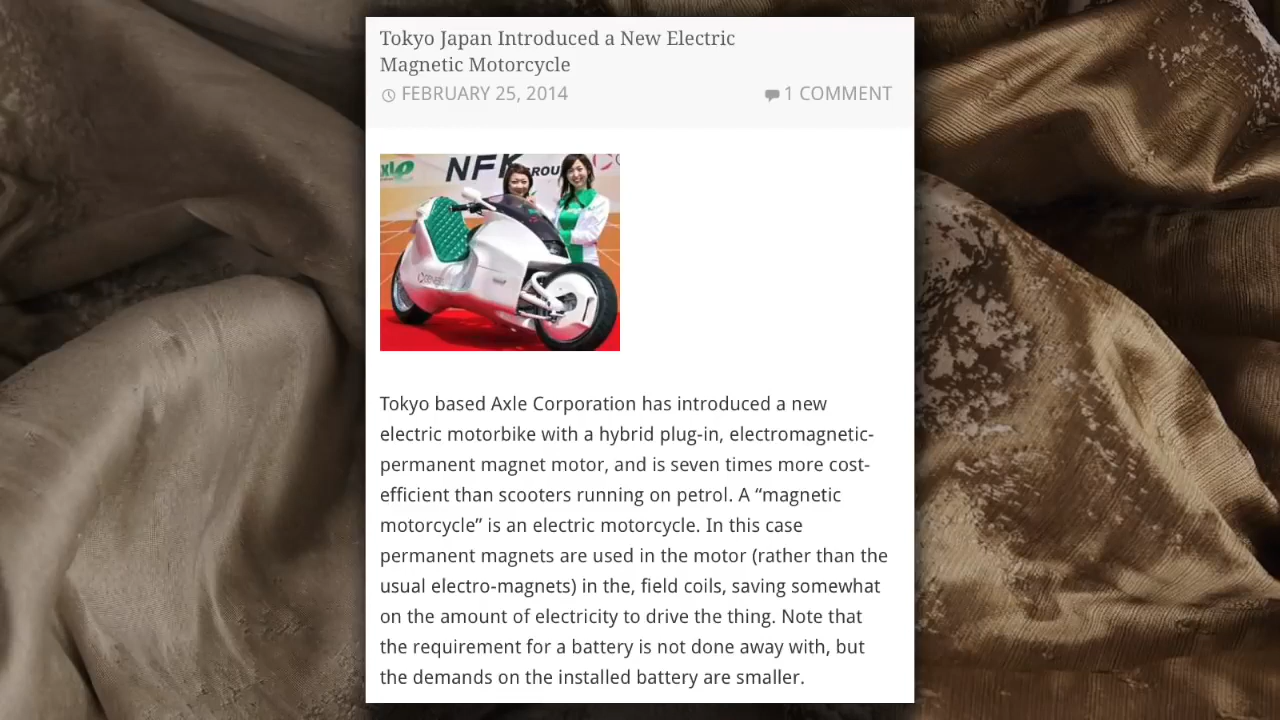 Tokyo Japan Introduced a New Electric
Magnetic Motorcycle
FEBRUARY 25, 2014
1 COMMENT
NFK
GROUP
Tokyo based Axle Corporation has introduced a new
electric motorbike with a hybrid plug-in, electromagnetic-
permanent magnet motor, and is seven times more cost-
efficient than scooters running on petrol. A “magnetic
motorcycle” is an electric motorcycle. In this case
permanent magnets are used in the motor (rather than the
usual electro-magnets) in the, field coils, saving somewhat
on the amount of electricity to drive the thing. Note that
the requirement for a battery is not done away with, but
the demands on the installed battery are smaller.